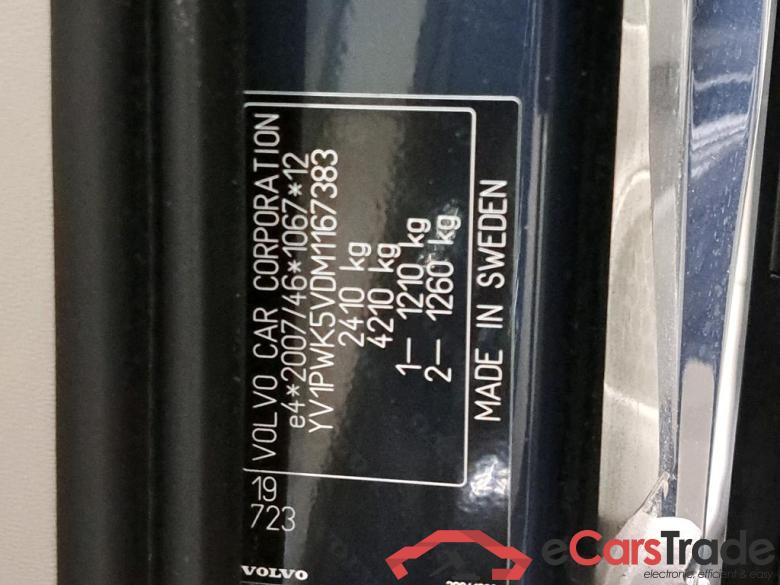 VOLVO CAR CORPORATION
e4*2007/46*1067*12
YV1PWK5VDM1167383
2410 kg
4210 kg
1– 1210 kg
2– 1260 kg
MADE IN SWEDEN
19
723
VOLVO
eCarsTrade
electronic, efficient & easy